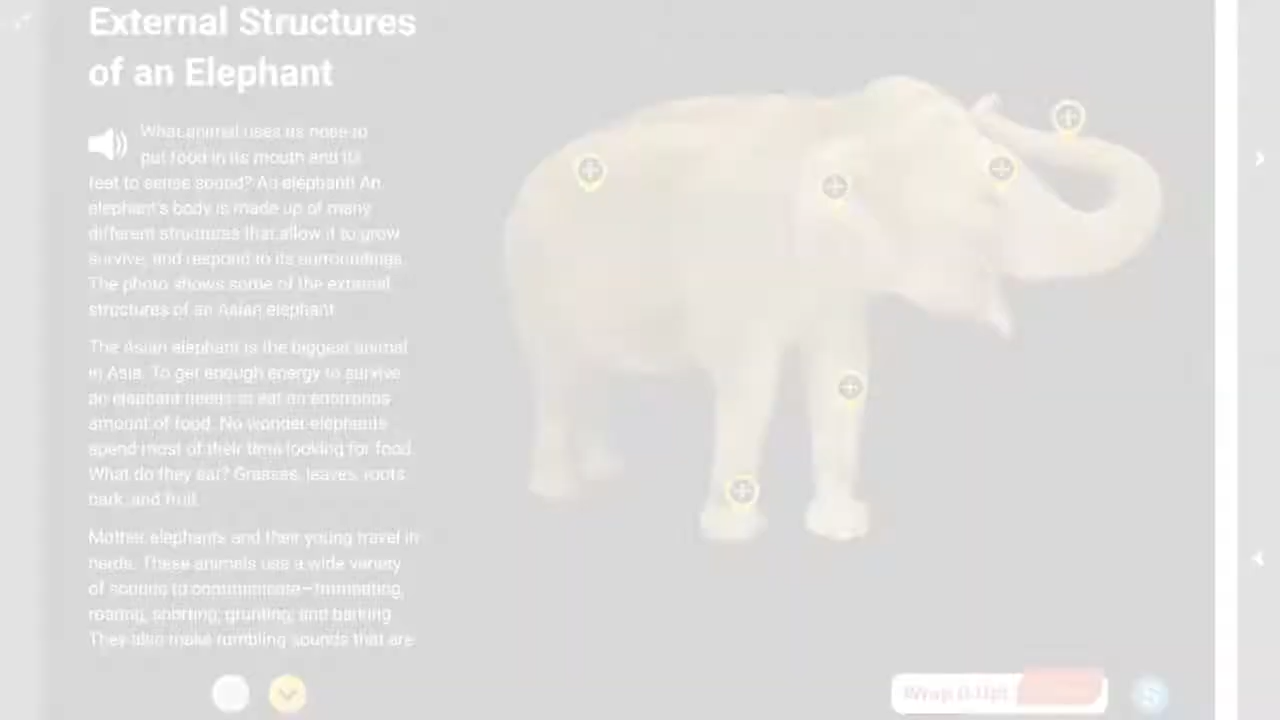 External Structures
of an Elephant
What animal uses its nose to
put food in its mouth and its
feet to sense sound? An elephant! An
elephant's body is made up of many
different structures that allow it to grow,
survive, and respond to its surroundings.
The photo shows some of the external
structures of an Asian elephant.
The Asian elephant is the biggest animal
in Asia. To get enough energy to survive
an elephant needs to eat an enormous
amount of food. No wonder elephants
spend most of their time looking for food.
What do they eat? Grasses, leaves, roots,
bark, and fruit.
Mother elephants and their young travel in
herds. These animals use a wide variety
of sounds to communicate—trumpeting,
roaring, snorting, grunting, and barking.
They also make rumbling sounds that are
Wrap It Up!